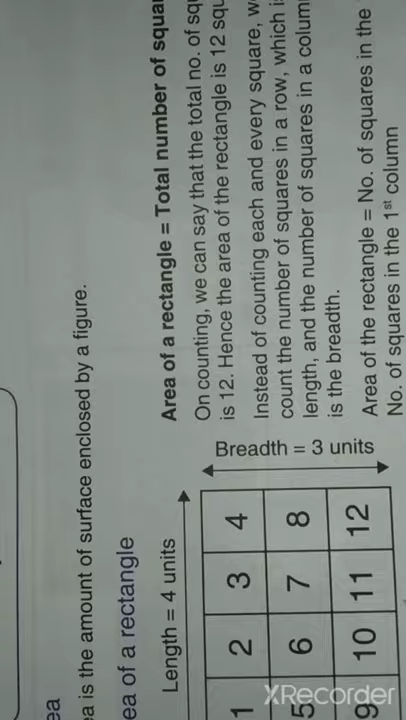 ea
ea is the amount of surface enclosed by a figure.
ea of a rectangle
Length = 4 units
Breadth = 3 units
1 2 3 4
5 6 7 8
9 10 11 12
Area of a rectangle = Total number of squar
On counting, we can say that the total no. of squ
is 12. Hence the area of the rectangle is 12 squ
Instead of counting each and every square, w
count the number of squares in a row, which i
length, and the number of squares in a colum
is the breadth.
Area of the rectangle = No. of squares in the
No. of squares in the 1st column
XRecorder